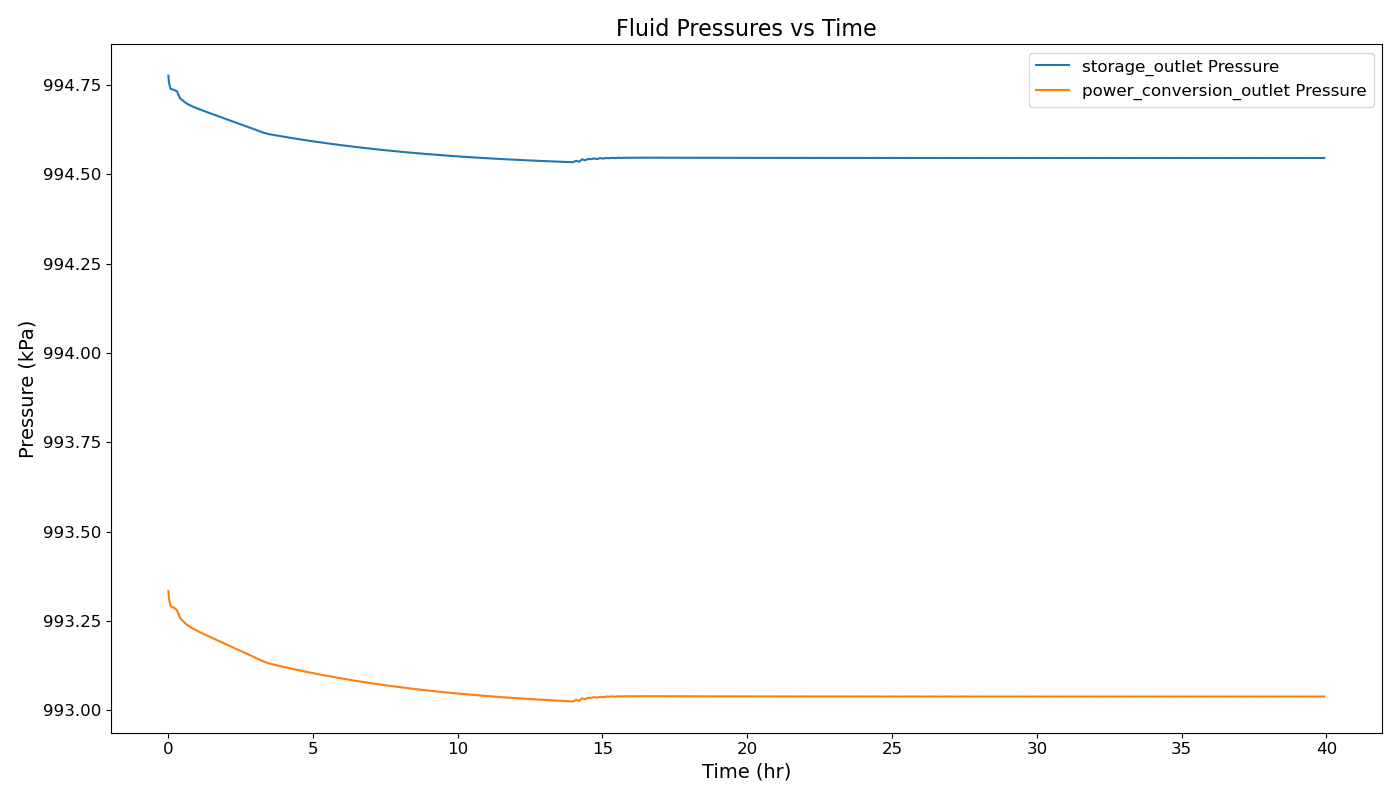 Fluid Pressures vs Time
storage_outlet Pressure
power_conversion_outlet Pressure
Pressure (kPa)
994.75
994.50
994.25
994.00
993.75
993.50
993.25
993.00
0 5 10 15 20 25 30 35 40
Time (hr)